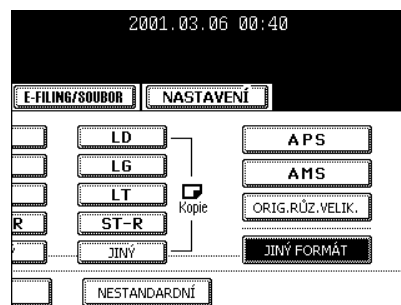 2001.03.06 00:40
E-FILING/SOUBOR NASTAVENÍ
LD APS
LG AMS
LT Kopie ORIG.RŮZ.VELIK.
R ST-R
JINÝ JINÝ FORMÁT
NESTANDARDNÍ